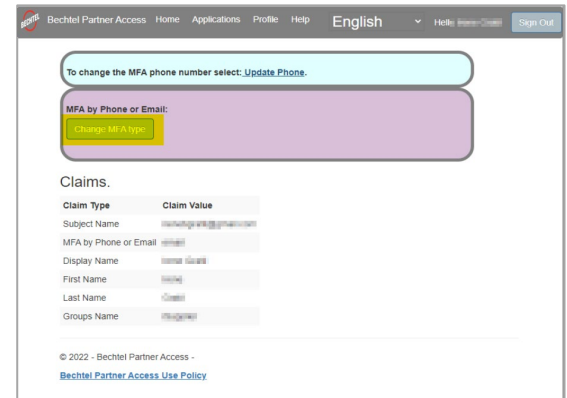 BECHTEL Bechtel Partner Access Home Applications Profile Help English Hello Sign Out
To change the MFA phone number select: Update Phone.
MFA by Phone or Email:
Change MFA type
Claims.
Claim Type Claim Value
Subject Name
MFA by Phone or Email
Display Name
First Name
Last Name
Groups Name
© 2022 - Bechtel Partner Access -
Bechtel Partner Access Use Policy